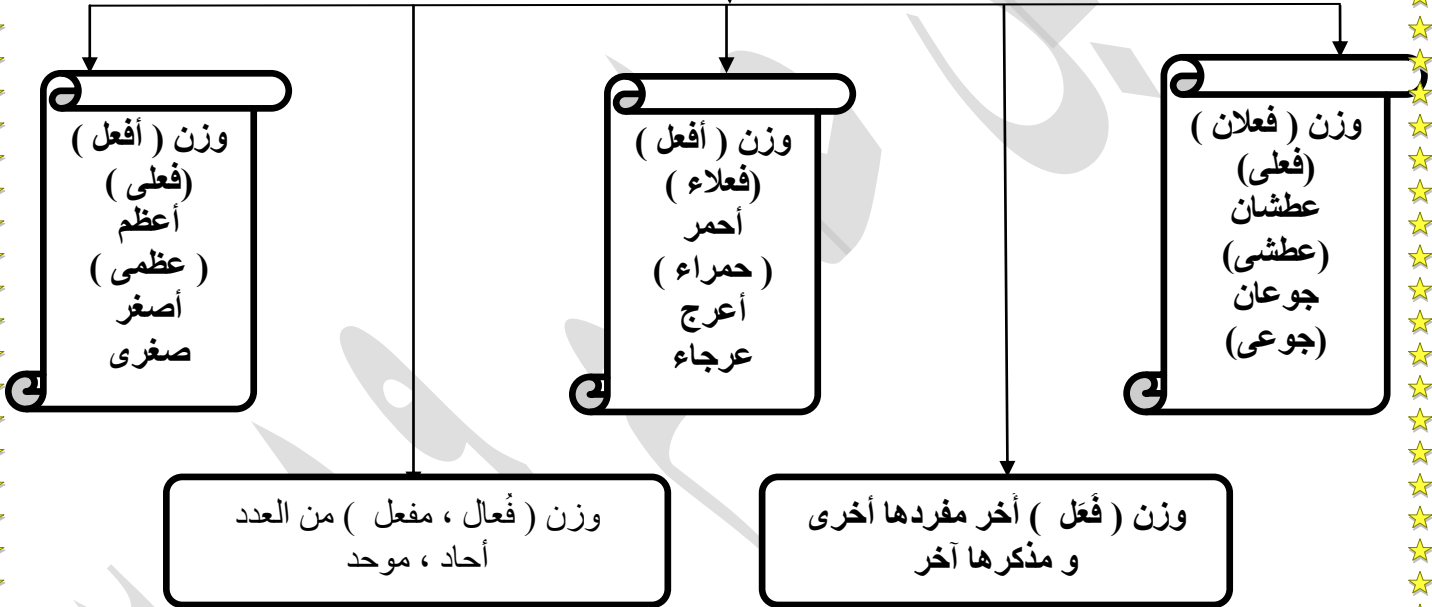 وزن ( فعلان )
(فعلى)
عطشان
(عطشى)
جوعان
(جوعى)
وزن ( أفعل )
(فعلاء )
أحمر
( حمراء )
أعرج
عرجاء
وزن ( أفعل )
(فعلى )
أعظم
( عظمى )
أصغر
صغرى
وزن ( فُعَل ) أخر مفردها أخرى
و مذكرها آخر
وزن ( فُعال ، مفعل ) من العدد
أحاد ، موحد